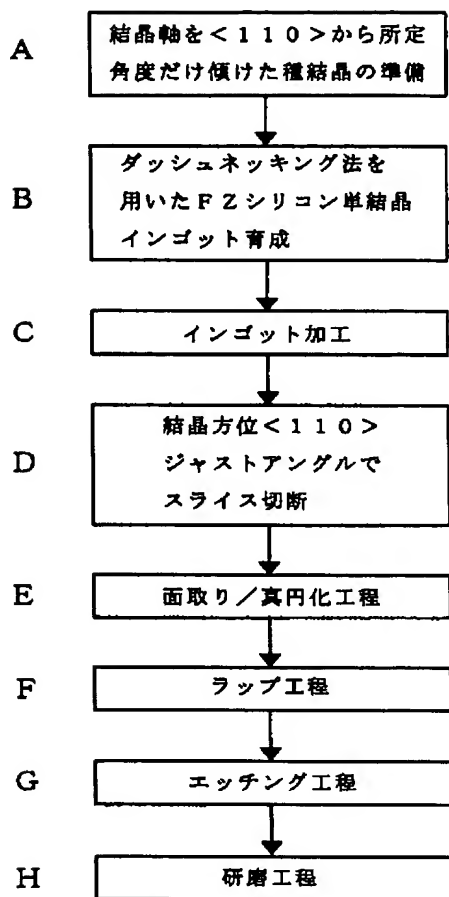 A
結晶軸を＜１１０＞から所定
角度だけ傾けた種結晶の準備
B
ダッシュネッキング法を
用いたＦＺシリコン単結晶
インゴット育成
C
インゴット加工
D
結晶方位＜１１０＞
ジャストアングルで
スライス切断
E
面取り／真円化工程
F
ラップ工程
G
エッチング工程
H
研磨工程